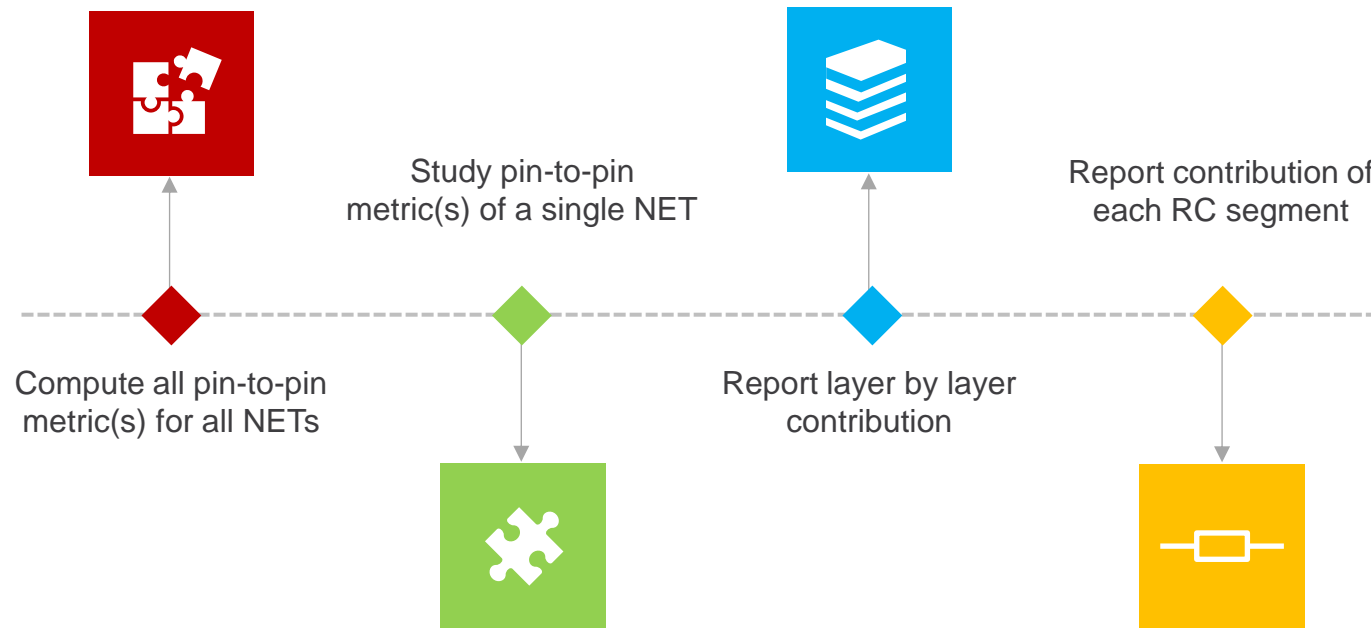 Compute all pin-to-pin
metric(s) for all NETs
Study pin-to-pin
metric(s) of a single NET
Report layer by layer
contribution
Report contribution of
each RC segment